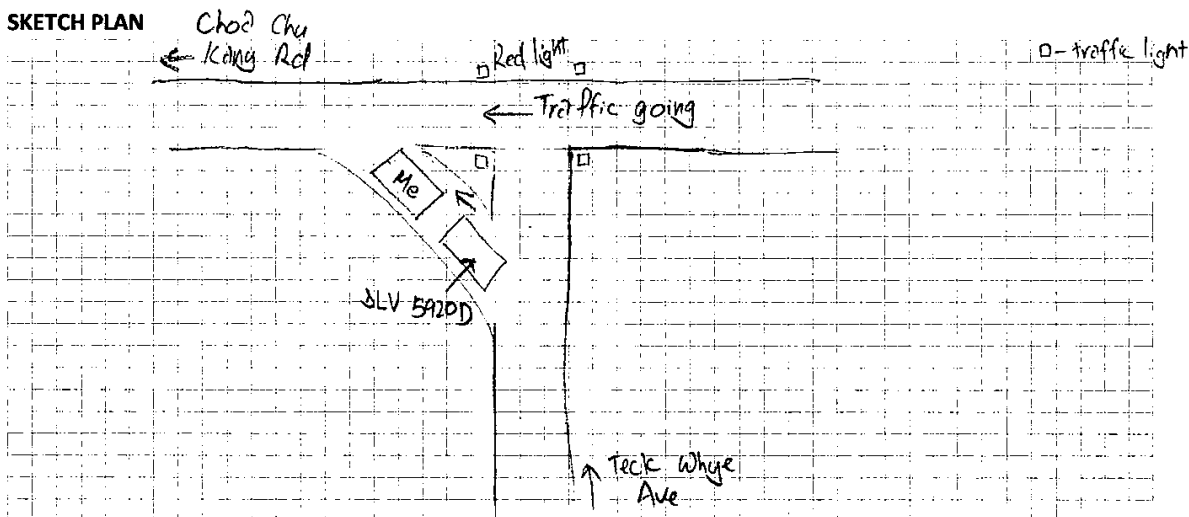 SKETCH PLAN
Choa Chu
Kang Rd
Red light
□ - traffic light
Traffic going
Me
SLV 5920D
Teck Whye
Ave